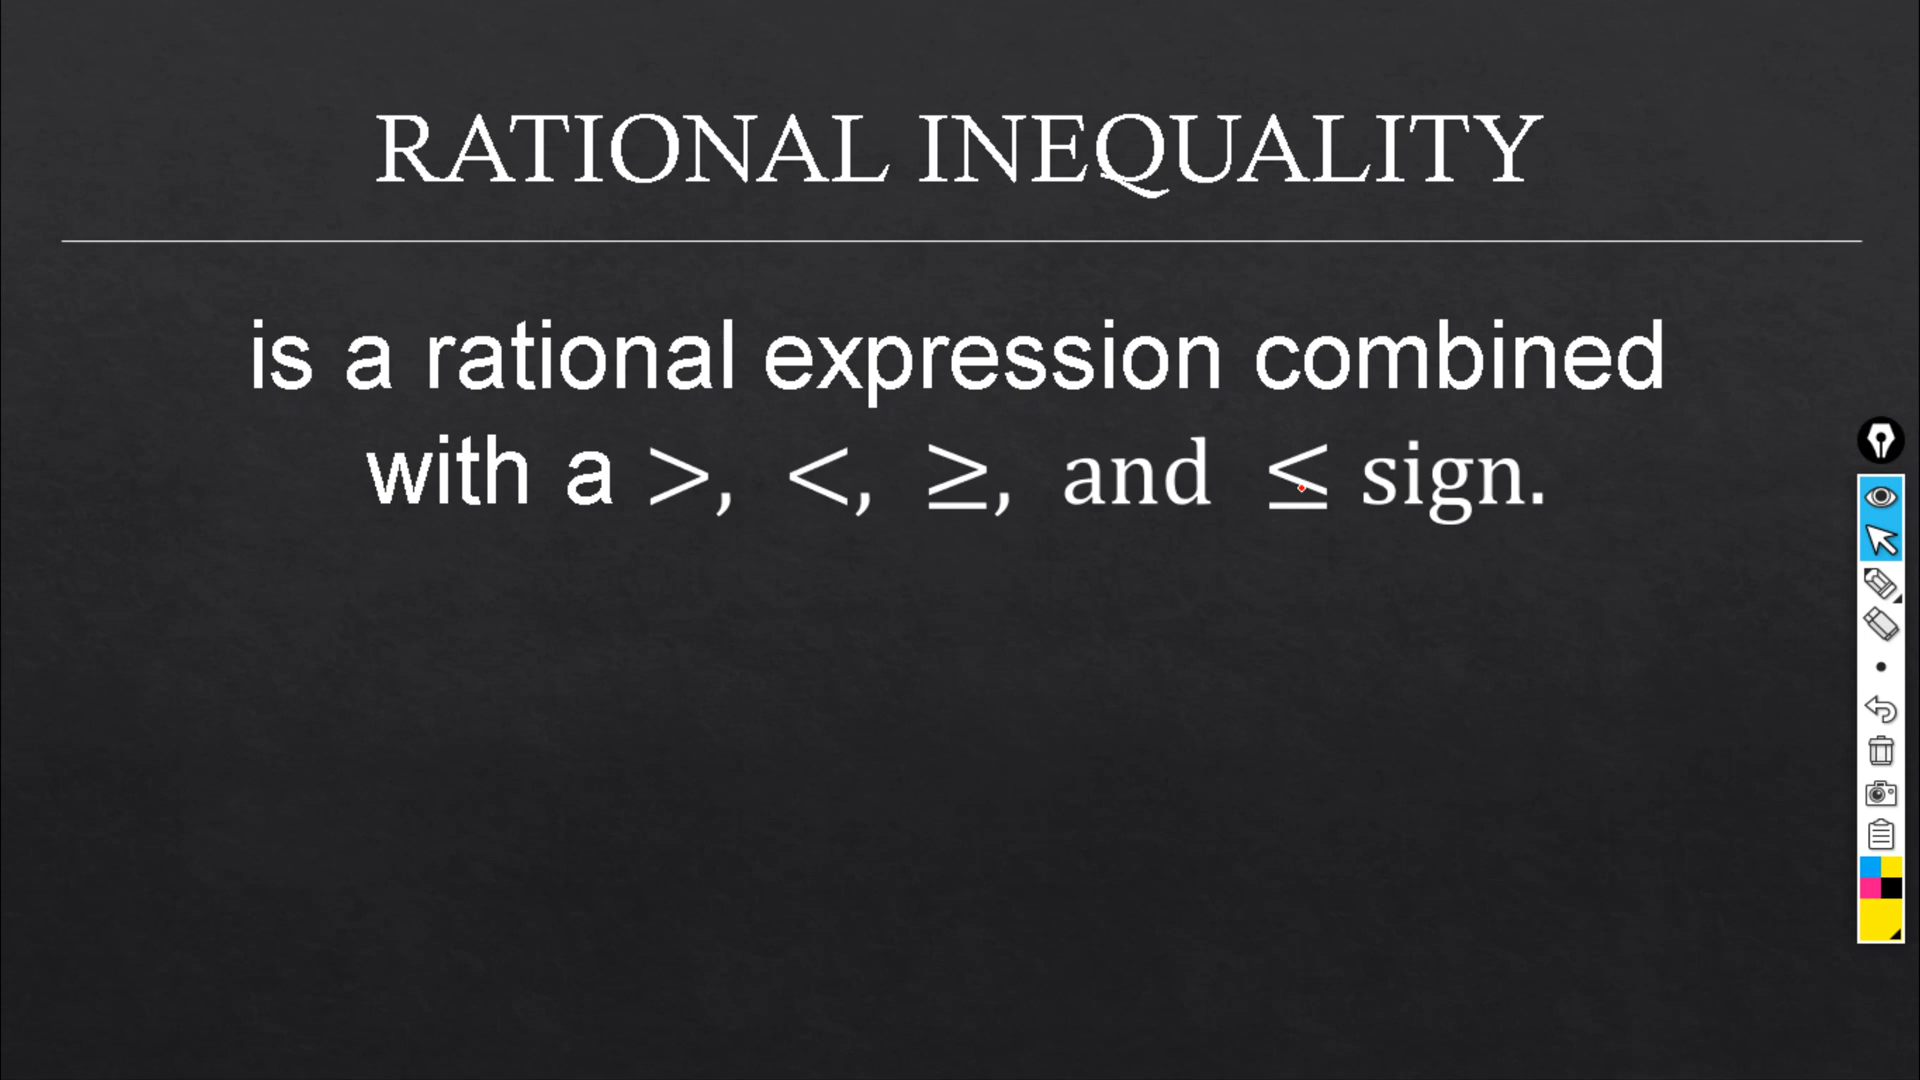 RATIONAL INEQUALITY
is a rational expression combined
with a >, <, ≥, and ≤ sign.